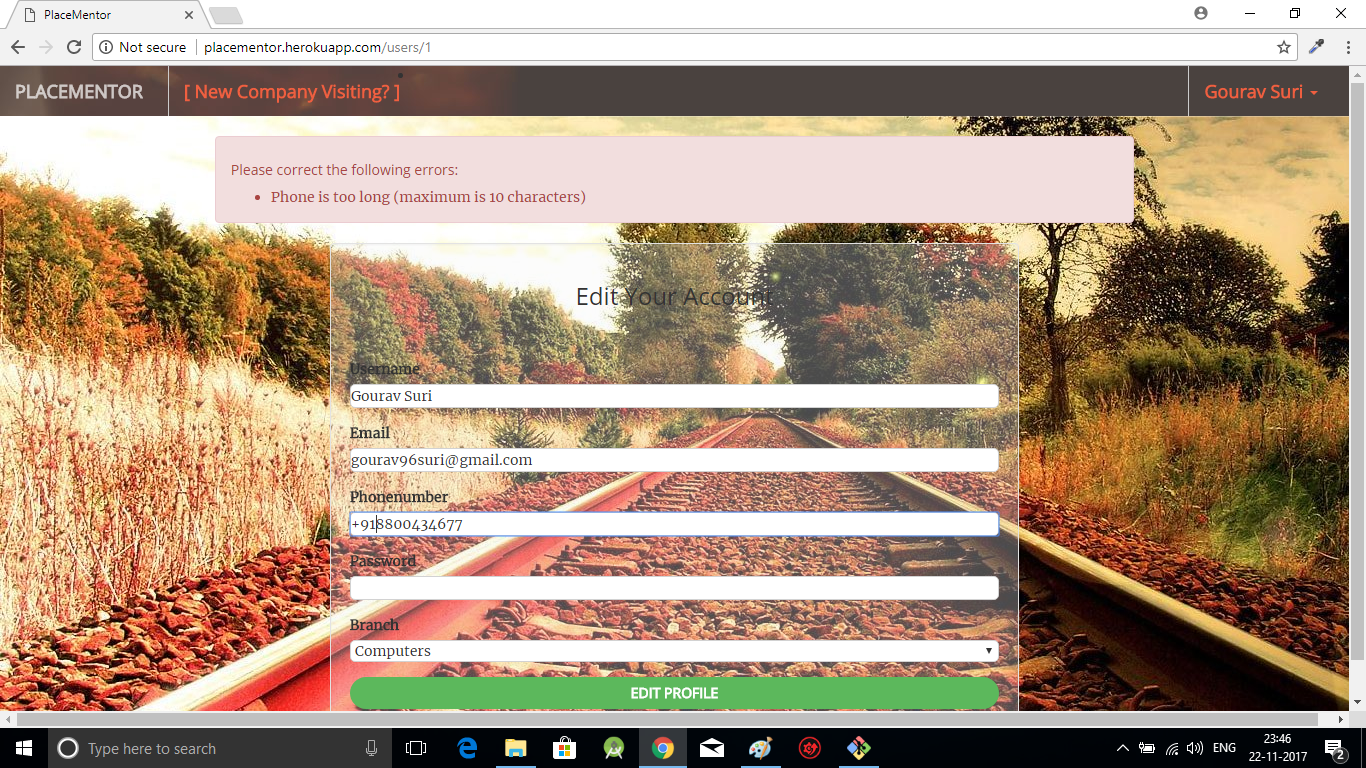 PlaceMentor
Not secure
placementor.herokuapp.com/users/1
PLACEMENTOR
[ New Company Visiting? ]
Gourav Suri
Please correct the following errors:
• Phone is too long (maximum is 10 characters)
Edit Your Account
Username
Gourav Suri
Email
gourav96suri@gmail.com
Phonenumber
+918800434677
Password
Branch
Computers
EDIT PROFILE
Type here to search
ENG
23:46
22-11-2017
2